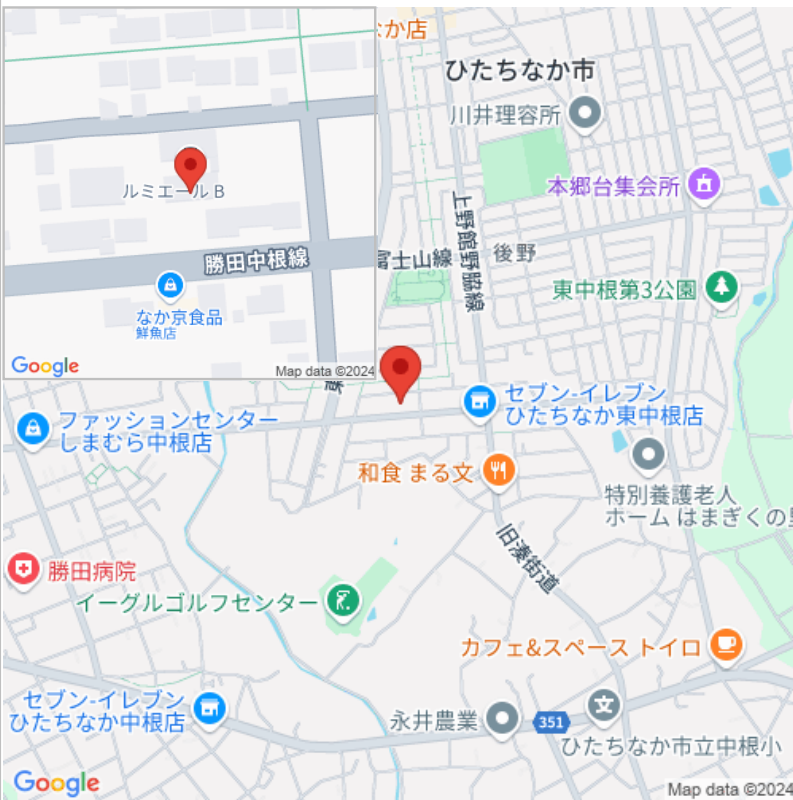 ルミエール B
勝田中根線
なか京食品
鮮魚店
Google
Map data ©2024
か店
ひたちなか市
川井理容所
本郷台集会所
上野館野脇線
富士山線
後野
東中根第3公園
セブン-イレブン
ひたちなか東中根店
ファッションセンター
しまむら中根店
和食 まる文
特別養護老人
ホーム はまぎくの里
旧湊街道
勝田病院
イーグルゴルフセンター
カフェ&スペース トイロ
セブン-イレブン
ひたちなか中根店
永井農業
351
ひたちなか市立中根小
Google
Map data ©2024